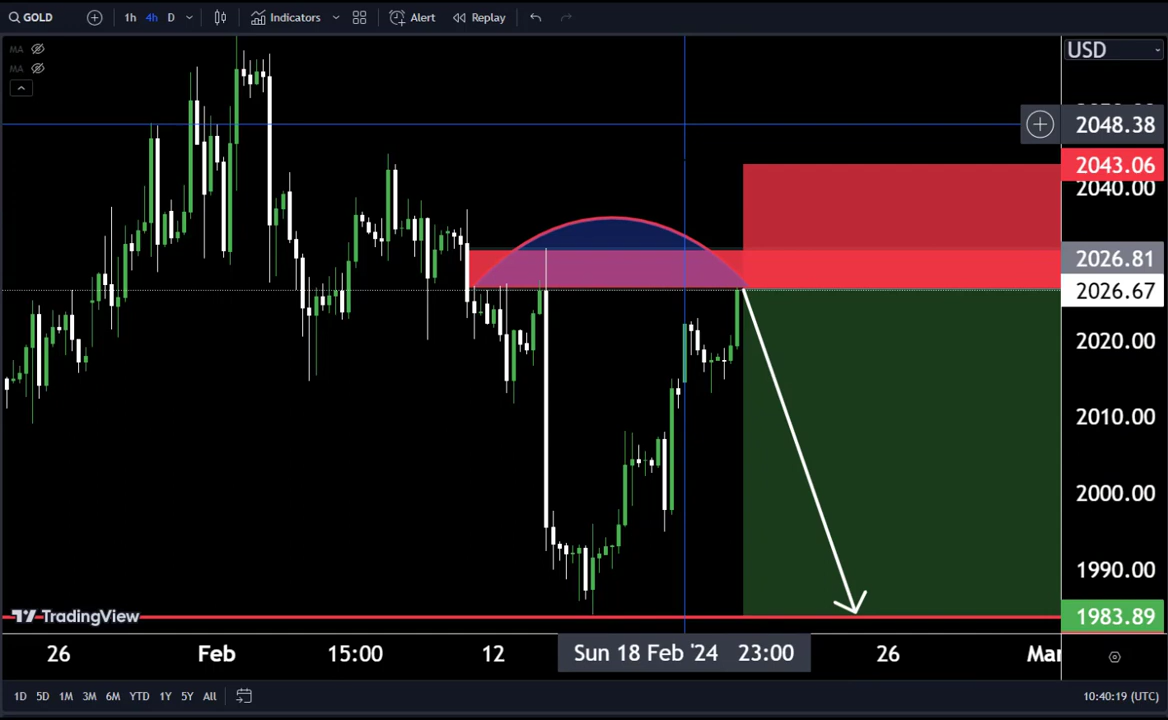 GOLD 1h 4h D Indicators Alert Replay
MA
MA
USD
2048.38
2043.06
2040.00
2026.81
2026.67
2020.00
2010.00
2000.00
1990.00
1983.89
TradingView
26 Feb 15:00 12 Sun 18 Feb '24 23:00 26 Mar
1D 5D 1M 3M 6M YTD 1Y 5Y All 10:40:19 (UTC)